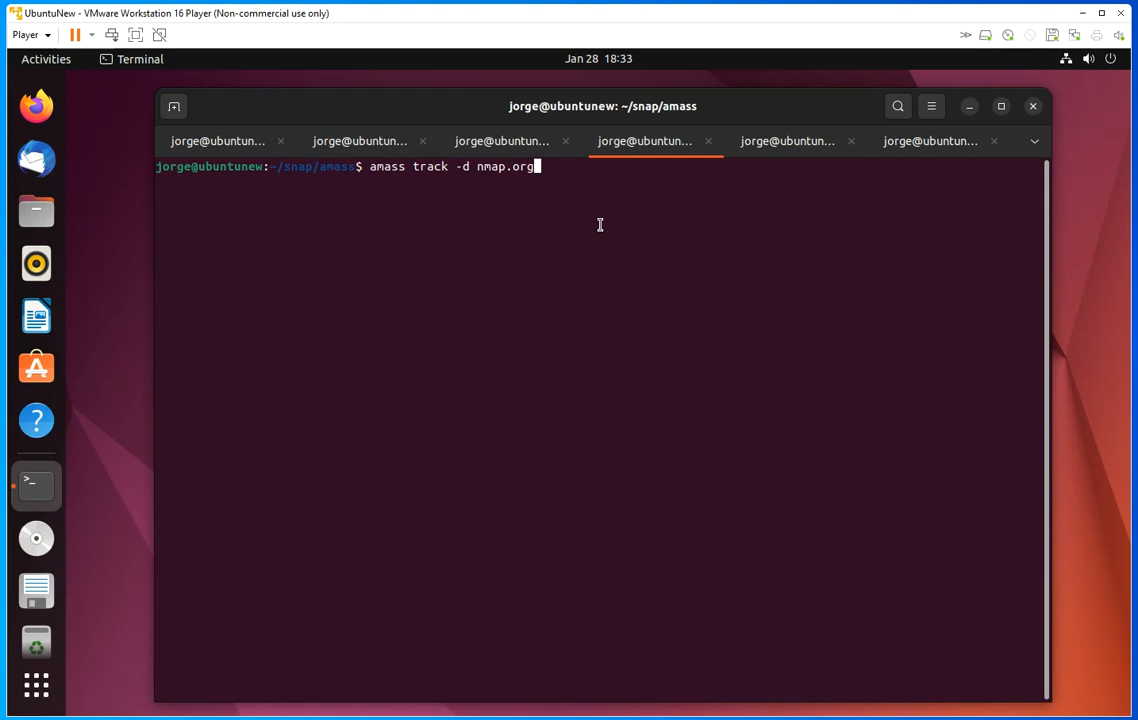 UbuntuNew - VMware Workstation 16 Player (Non-commercial use only)
Player
Activities
Terminal
Jan 28 18:33
jorge@ubuntunew: ~/snap/amass
jorge@ubuntun...
jorge@ubuntun...
jorge@ubuntun...
jorge@ubuntun...
jorge@ubuntun...
jorge@ubuntun...
jorge@ubuntunew:~/snap/amass$ amass track -d nmap.org